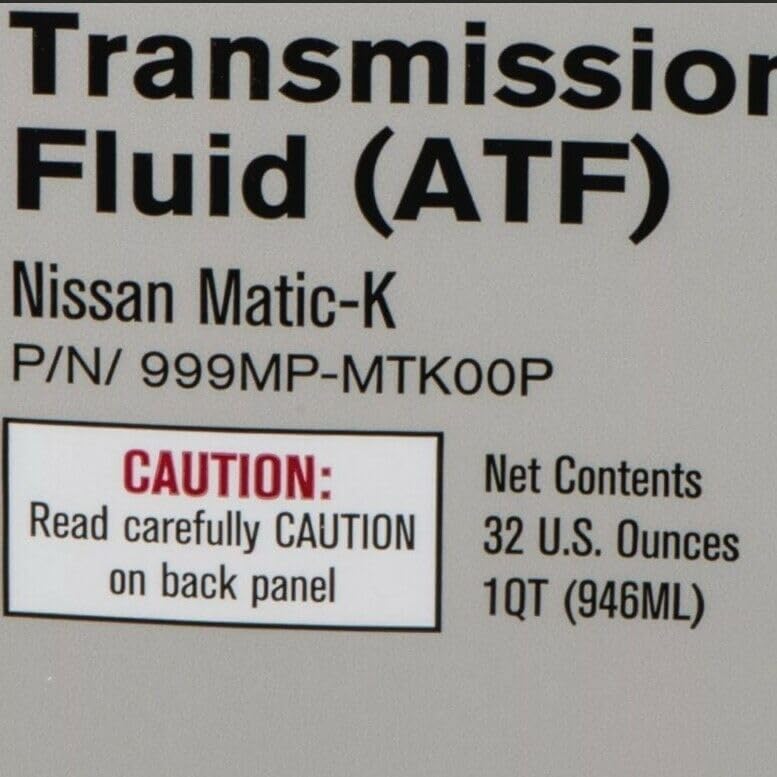 Transmission
Fluid (ATF)
Nissan Matic-K
P/N/ 999MP-MTK00P
CAUTION:
Read carefully CAUTION
on back panel
Net Contents
32 U.S. Ounces
1QT (946ML)